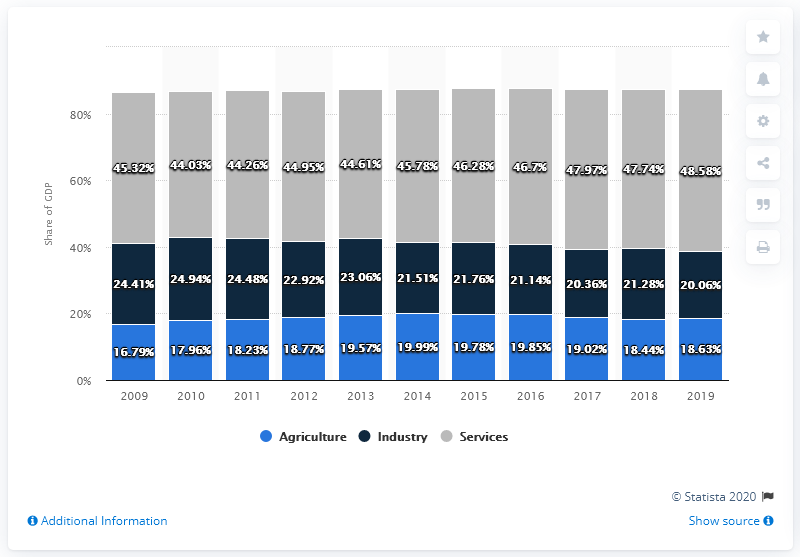 80%
60%
40%
20%
0%
Share of GDP
45.32% 44.03% 44.26% 44.95% 44.61% 45.78% 46.28% 46.7% 47.97% 47.74% 48.58%
24.41% 24.94% 24.48% 22.92% 23.06% 21.51% 21.76% 21.14% 20.36% 21.28% 20.06%
16.79% 17.96% 18.23% 18.77% 19.57% 19.99% 19.78% 19.85% 19.02% 18.44% 18.63%
2009 2010 2011 2012 2013 2014 2015 2016 2017 2018 2019
Agriculture Industry Services
© Statista 2020
Additional Information Show source